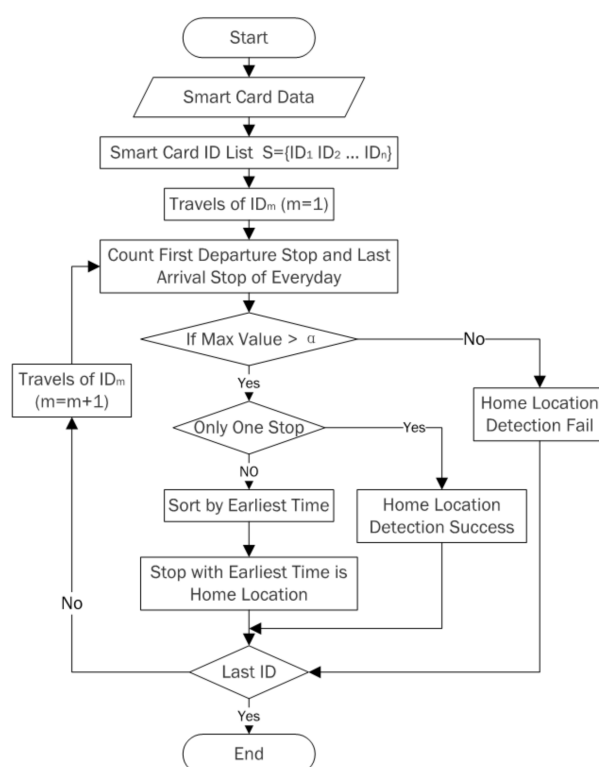 Start
Smart Card Data
Smart Card ID List S={ID₁ ID₂ ... IDₙ}
Travels of IDₘ (m=1)
Count First Departure Stop and Last
Arrival Stop of Everyday
If Max Value > α
No
Yes
Travels of IDₘ
(m=m+1)
Home Location
Detection Fail
Only One Stop
Yes
NO
Sort by Earliest Time
Home Location
Detection Success
Stop with Earliest Time is
Home Location
No
Last ID
Yes
End